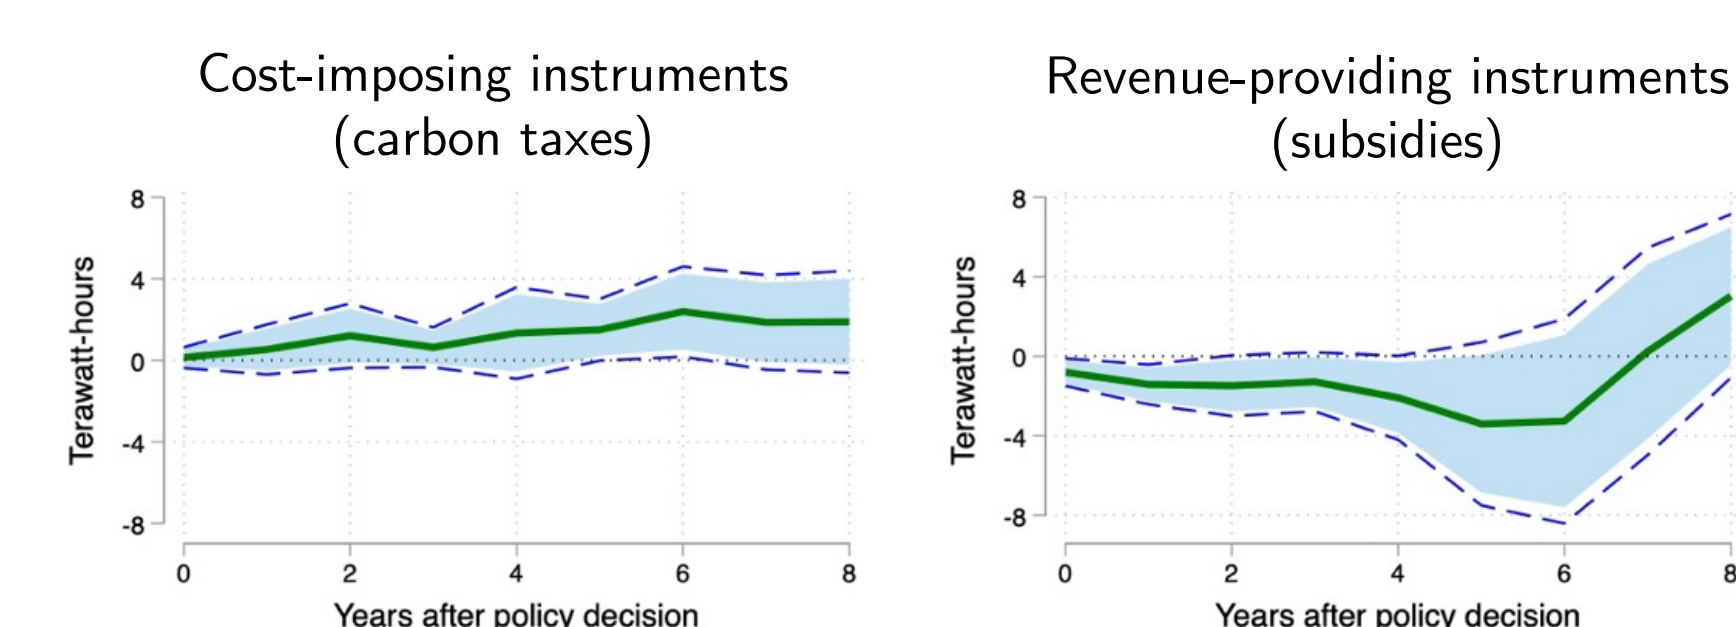 Cost-imposing instruments
(carbon taxes)
8
4
0
-4
-8
Terawatt-hours
0 2 4 6 8
Years after policy decision
Revenue-providing instruments
(subsidies)
8
4
0
-4
-8
Terawatt-hours
0 2 4 6 8
Years after policy decision